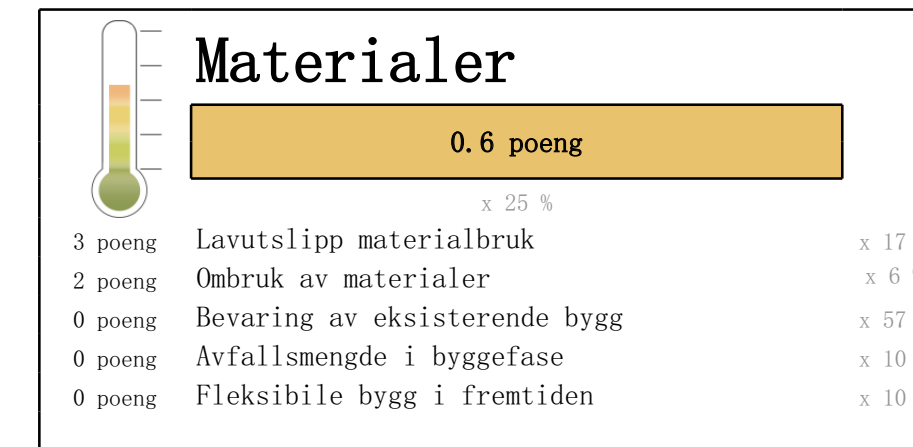 Materialer
0.6 poeng
x 25 %
3 poeng Lavutslipp materialbruk x 17
2 poeng Ombruk av materialer x 6
0 poeng Bevaring av eksisterende bygg x 57
0 poeng Avfallsmengde i byggefase x 10
0 poeng Fleksibile bygg i fremtiden x 10